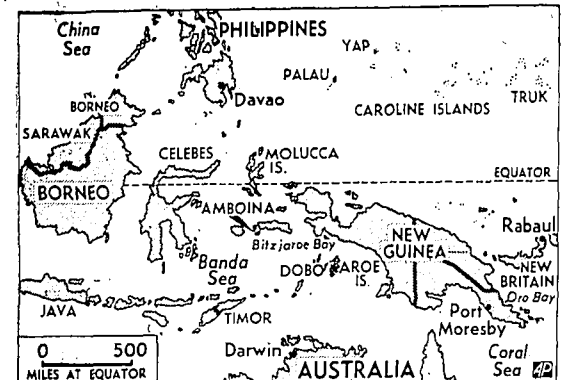 China
Sea
PHILIPPINES
YAP
PALAU
Davao
CAROLINE ISLANDS
TRUK
BORNEO
SARAWAK
CELEBES
MOLUCCA
IS.
EQUATOR
BORNEO
AMBOINA
Bitzjaroe Bay
NEW
GUINEA
Rabaul
Banda
Sea
DOBO
AROE
IS.
NEW
BRITAIN
Oro Bay
JAVA
TIMOR
Port
Moresby
0 500
MILES AT EQUATOR
Darwin
AUSTRALIA
Coral
Sea
AP